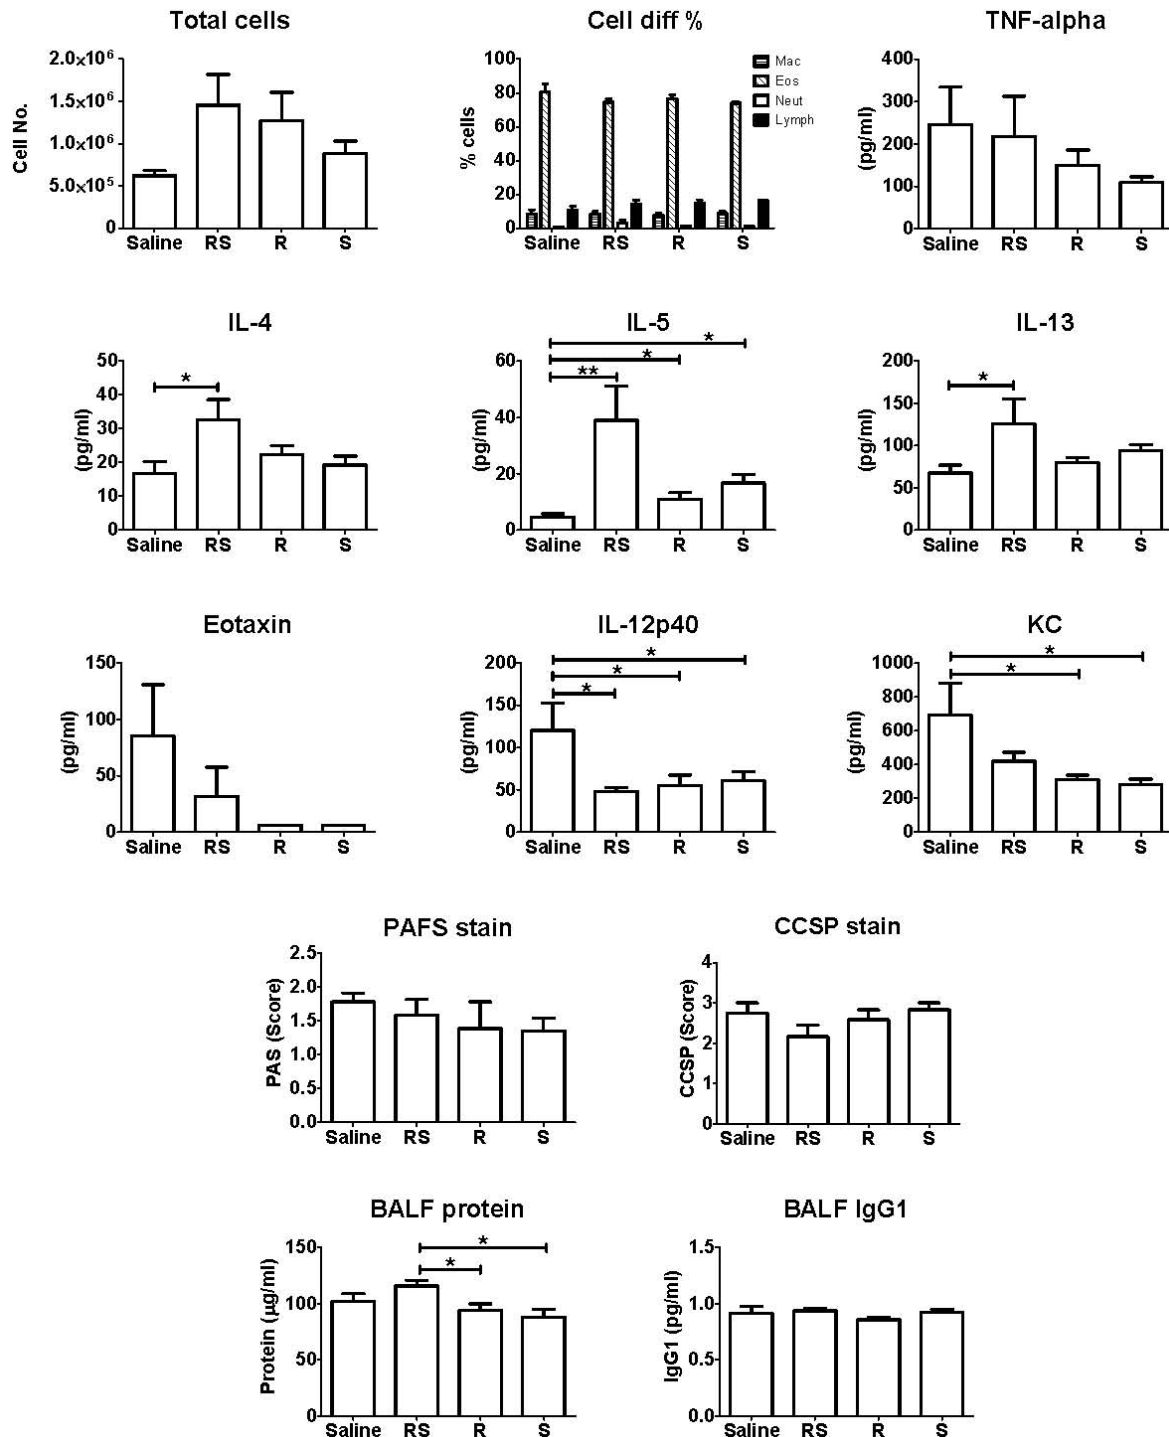 Total cells
Cell No.
2.0×10⁶
1.5×10⁶
1.0×10⁶
5.0×10⁵
0
Saline RS R S
Cell diff %
% cells
100
80
60
40
20
0
Saline RS R S
Mac
Eos
Neut
Lymph
TNF-alpha
(pg/ml)
400
300
200
100
0
Saline RS R S
IL-4
(pg/ml)
50
40
30
20
10
0
*
Saline RS R S
IL-5
(pg/ml)
60
40
20
0
*
*
**
Saline RS R S
IL-13
(pg/ml)
200
150
100
50
0
*
Saline RS R S
Eotaxin
(pg/ml)
150
100
50
0
Saline RS R S
IL-12p40
(pg/ml)
200
150
100
50
0
*
*
*
Saline RS R S
KC
(pg/ml)
1000
800
600
400
200
0
*
*
Saline RS R S
PAFS stain
PAS (Score)
2.5
2.0
1.5
1.0
0.5
0.0
Saline RS R S
CCSP stain
CCSP (Score)
4
3
2
1
0
Saline RS R S
BALF protein
Protein (µg/ml)
150
100
50
0
*
*
Saline RS R S
BALF IgG1
IgG1 (pg/ml)
1.5
1.0
0.5
0.0
Saline RS R S